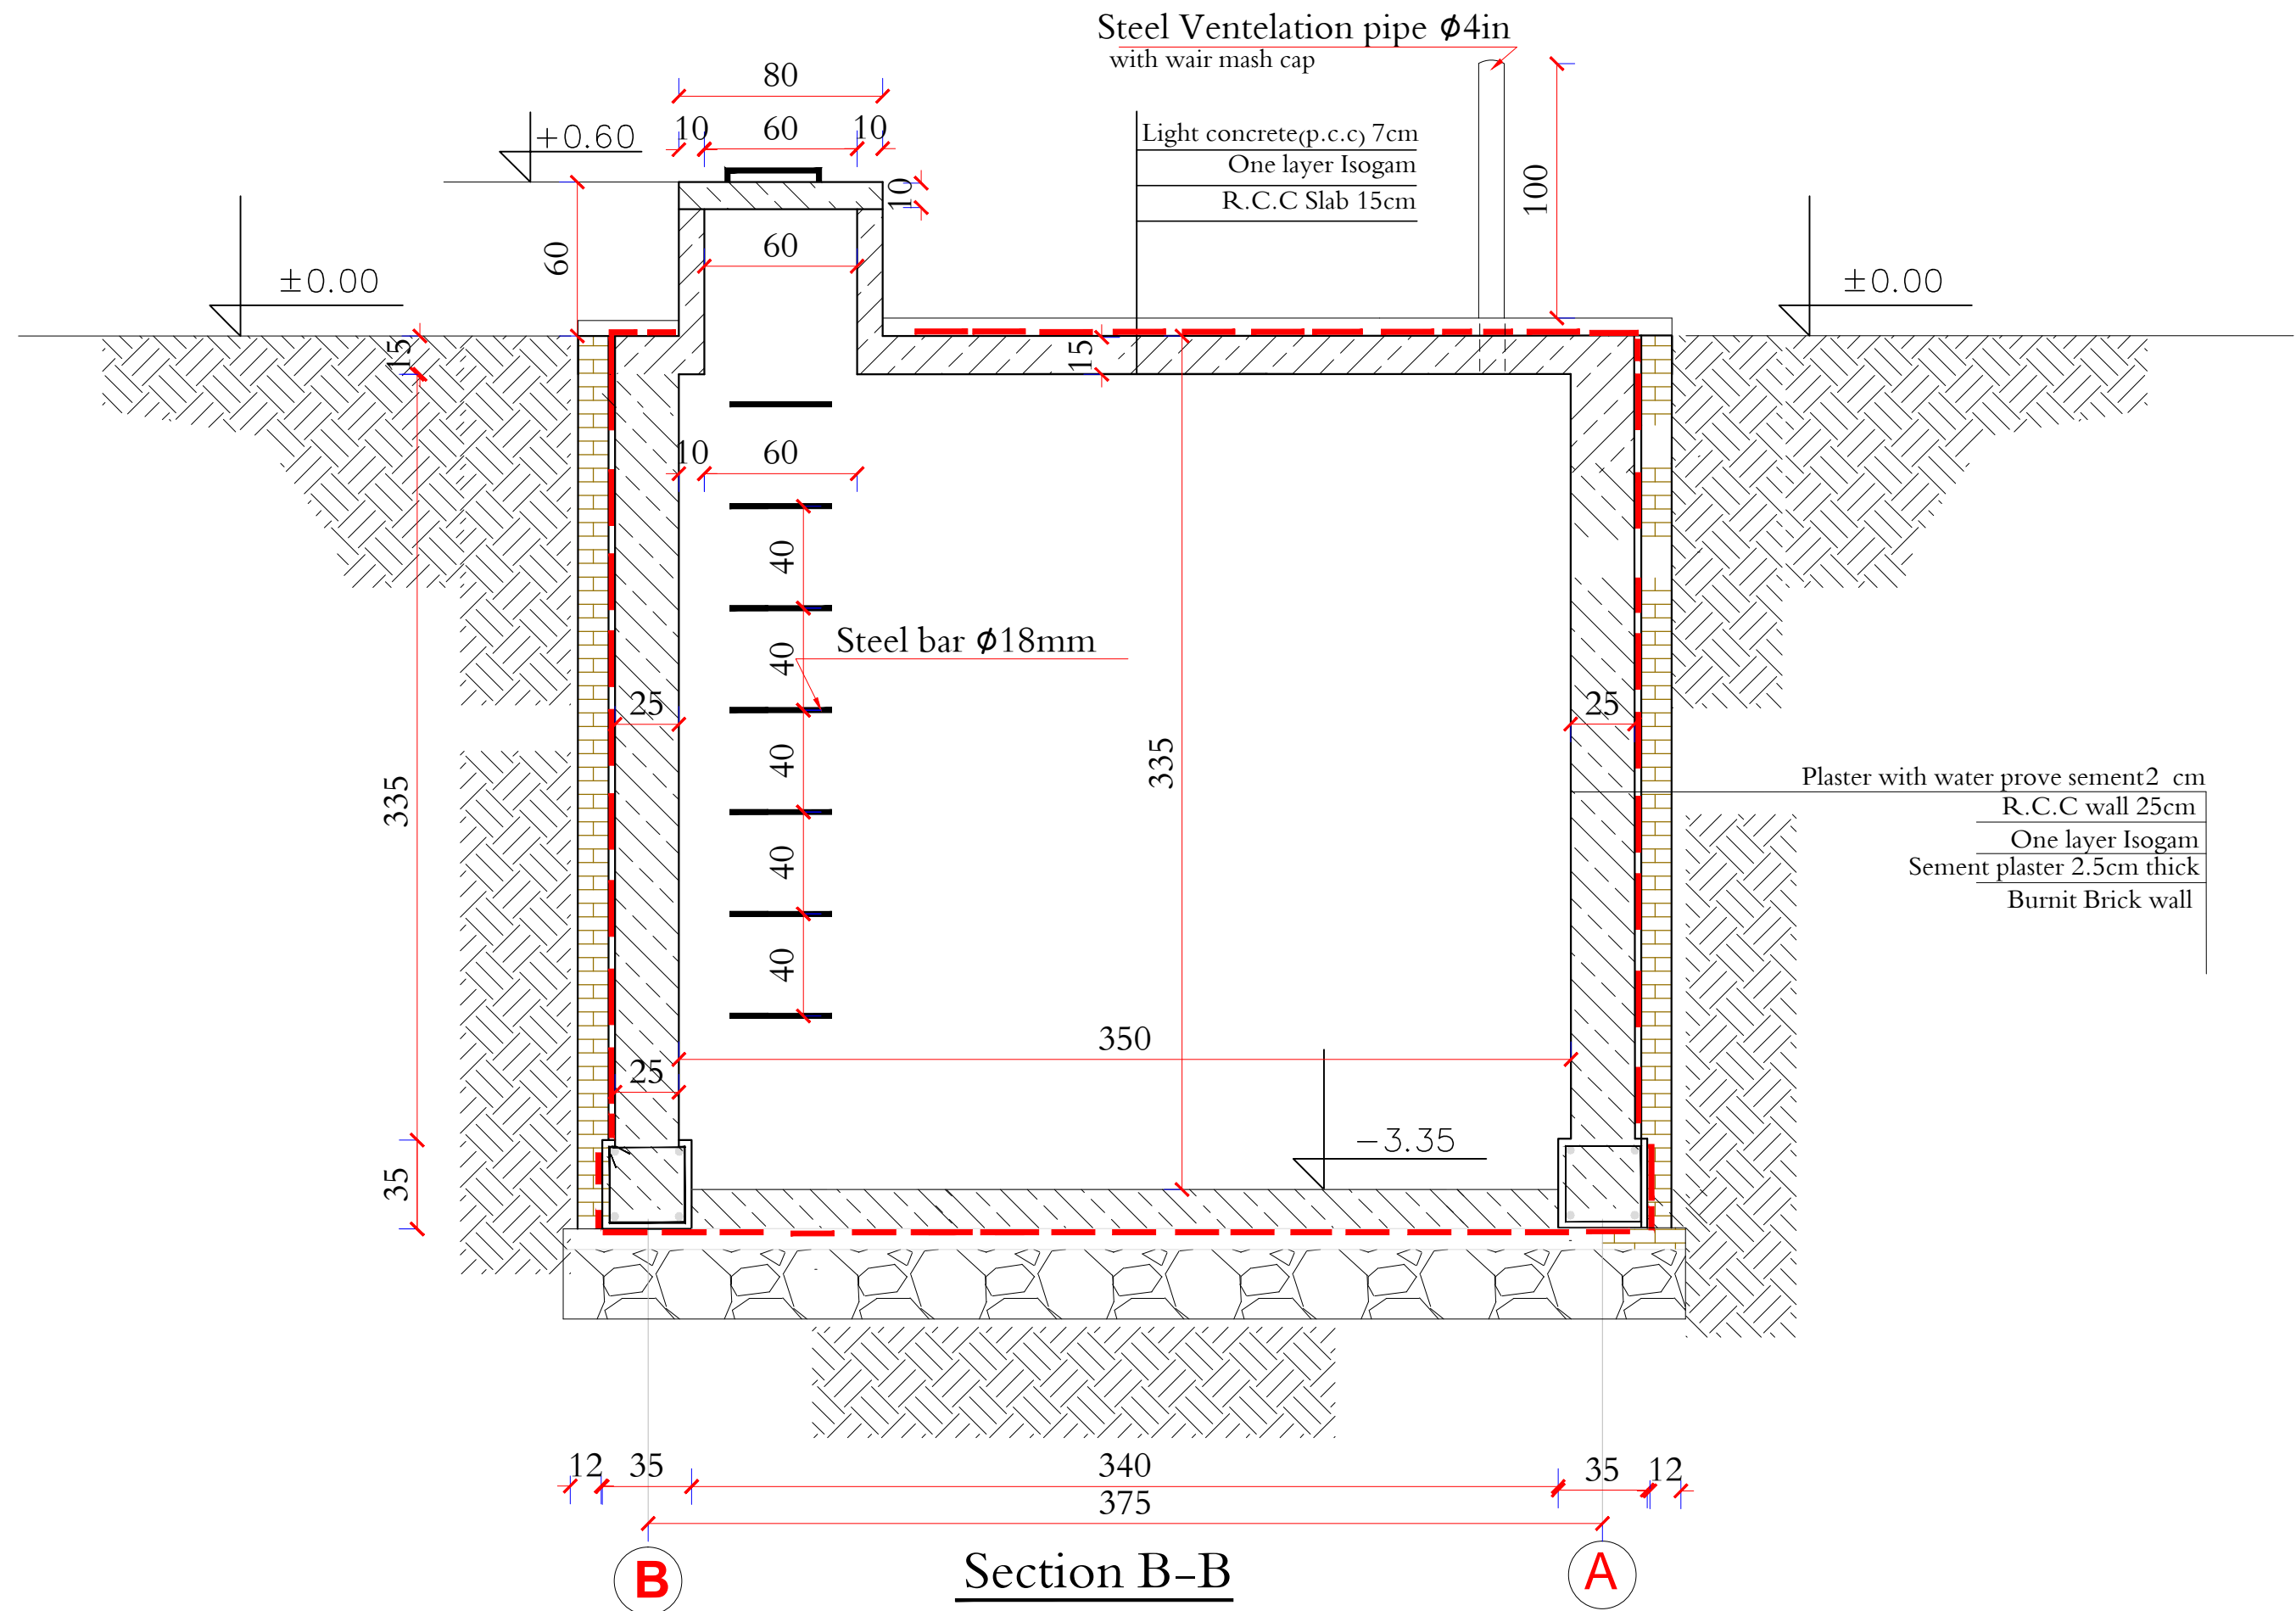 Steel Ventelation pipe ϕ4in
with wair mash cap
80
10 60 10
+0.60
Light concrete(p.c.c) 7cm
One layer Isogam
R.C.C Slab 15cm
10
100
60
60
±0.00
±0.00
15
15
10 60
40
Steel bar ϕ18mm
40
25
25
40
335
335
Plaster with water prove sement2 cm
R.C.C wall 25cm
One layer Isogam
Sement plaster 2.5cm thick
Burnit Brick wall
40
40
350
25
-3.35
35
12 35 340 35 12
375
B
Section B-B
A